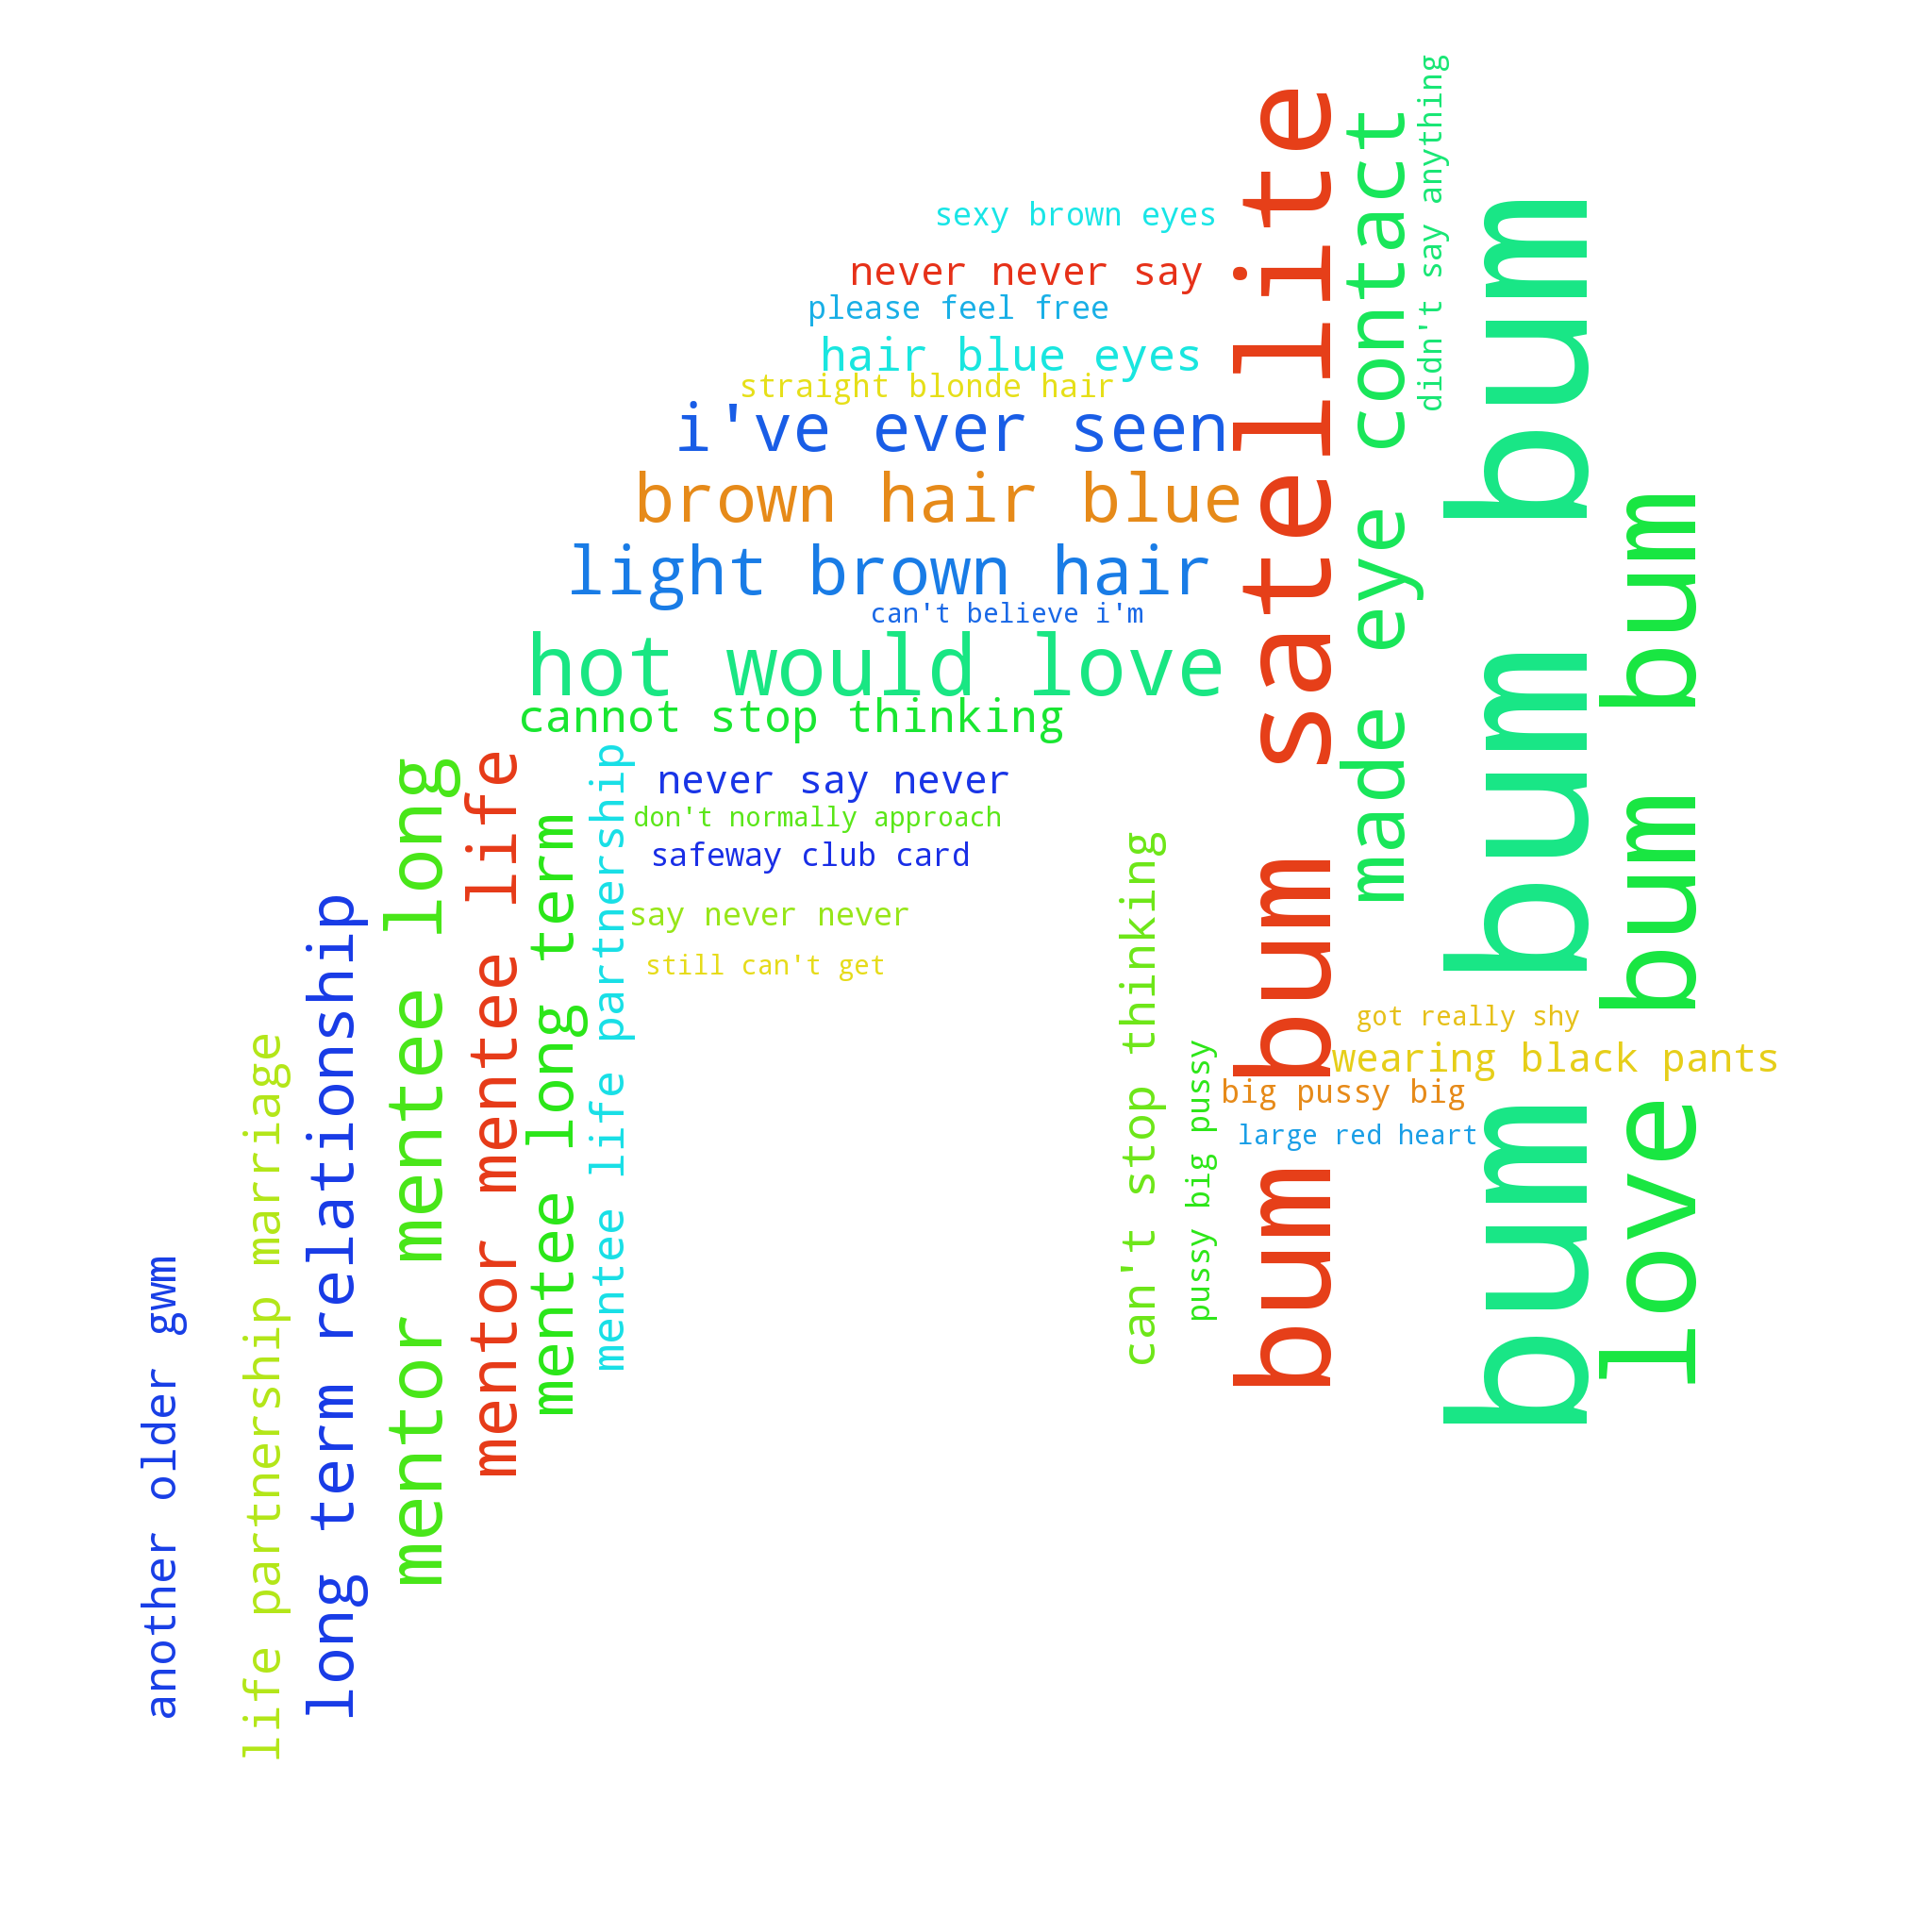 sexy brown eyes
never never say
please feel free
hair blue eyes
straight blonde hair
i've ever seen
brown hair blue
light brown hair
can't believe i'm
hot would love
cannot stop thinking
never say never
don't normally approach
safeway club card
say never never
still can't get
another older gwm
life partnership marriage
long term relationship
mentor mentee long
mentor mentee life
mentee long term
mentee life partnership
can't stop thinking
pussy big pussy
bum bum satellite
made eye contact
didn't say anything
bum bum bum
love bum bum
got really shy
wearing black pants
big pussy big
large red heart